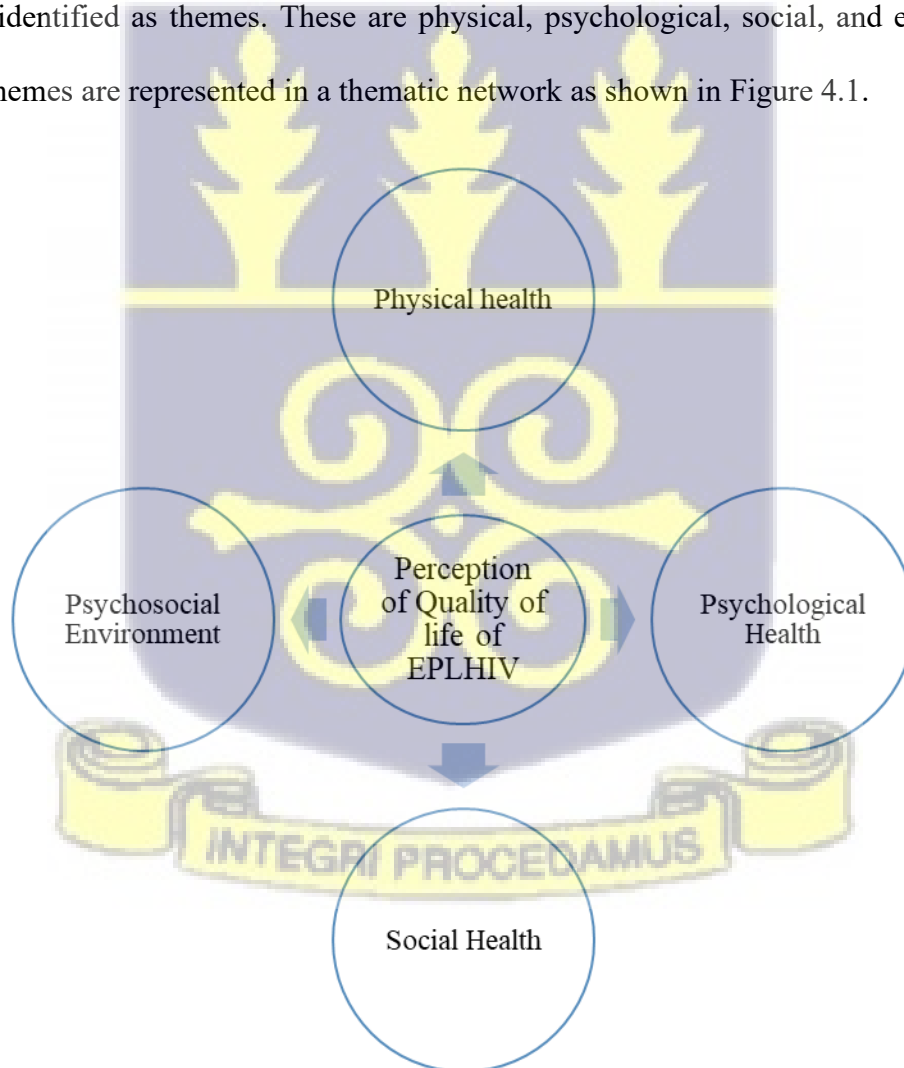 identified as themes. These are physical, psychological, social, and
themes are represented in a thematic network as shown in Figure 4.1.
Physical health
Psychosocial
Environment
Perception
of Quality of
life of
EPLHIV
Psychological
Health
INTEGRI PROCEDAMUS
Social Health